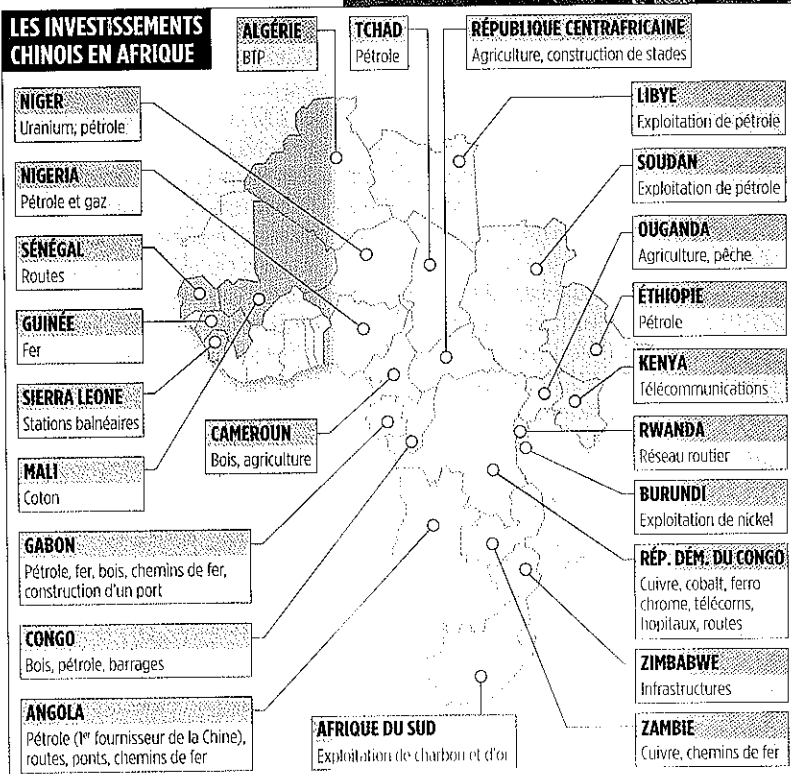 LES INVESTISSEMENTS
CHINOIS EN AFRIQUE
ALGÉRIE
BTP
TCHAD
Pétrole
RÉPUBLIQUE CENTRAFRICAINE
Agriculture, construction de stades
NIGER
Uranium, pétrole
NIGERIA
Pétrole et gaz
SÉNÉGAL
Routes
GUINÉE
Fer
SIERRA LEONE
Stations balnéaires
MALI
Coton
CAMEROUN
Bois, agriculture
GABON
Pétrole, fer, bois, chemins de fer,
construction d'un port
CONGO
Bois, pétrole, barrages
ANGOLA
Pétrole (1er fournisseur de la Chine),
routes, ponts, chemins de fer
AFRIQUE DU SUD
Exploitation de charbon et d'or
LIBYE
Exploitation de pétrole
SOUDAN
Exploitation de pétrole
OUGANDA
Agriculture, pêche
ÉTHIOPIE
Pétrole
KENYA
Télécommunications
RWANDA
Réseau routier
BURUNDI
Exploitation de nickel
RÉP. DÉM. DU CONGO
Cuivre, cobalt, ferro
chrome, télécoms,
hopitaux, routes
ZIMBABWE
Infrastructures
ZAMBIE
Cuivre, chemins de fer